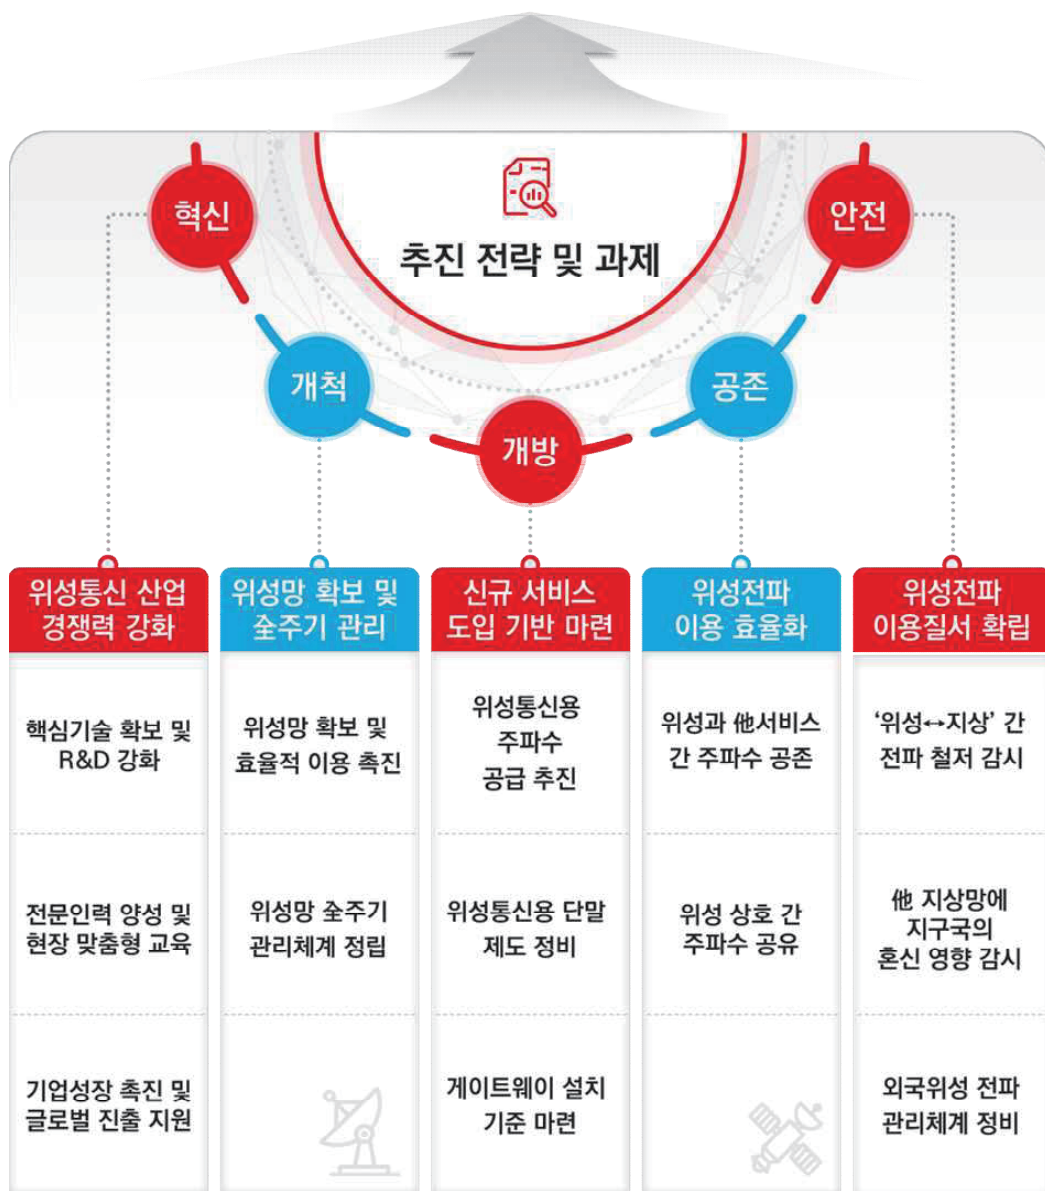 추진 전략 및 과제
혁신
개척
개방
공존
안전
위성통신 산업
경쟁력 강화
핵심기술 확보 및
R&D 강화
전문인력 양성 및
현장 맞춤형 교육
기업성장 촉진 및
글로벌 진출 지원
위성망 확보 및
全주기 관리
위성망 확보 및
효율적 이용 촉진
위성망 全주기
관리체계 정립
신규 서비스
도입 기반 마련
위성통신용
주파수
공급 추진
위성통신용 단말
제도 정비
게이트웨이 설치
기준 마련
위성전파
이용 효율화
위성과 他서비스
간 주파수 공존
위성 상호 간
주파수 공유
위성전파
이용질서 확립
‘위성↔지상’ 간
전파 철저 감시
他 지상망에
지구국의
혼신 영향 감시
외국위성 전파
관리체계 정비